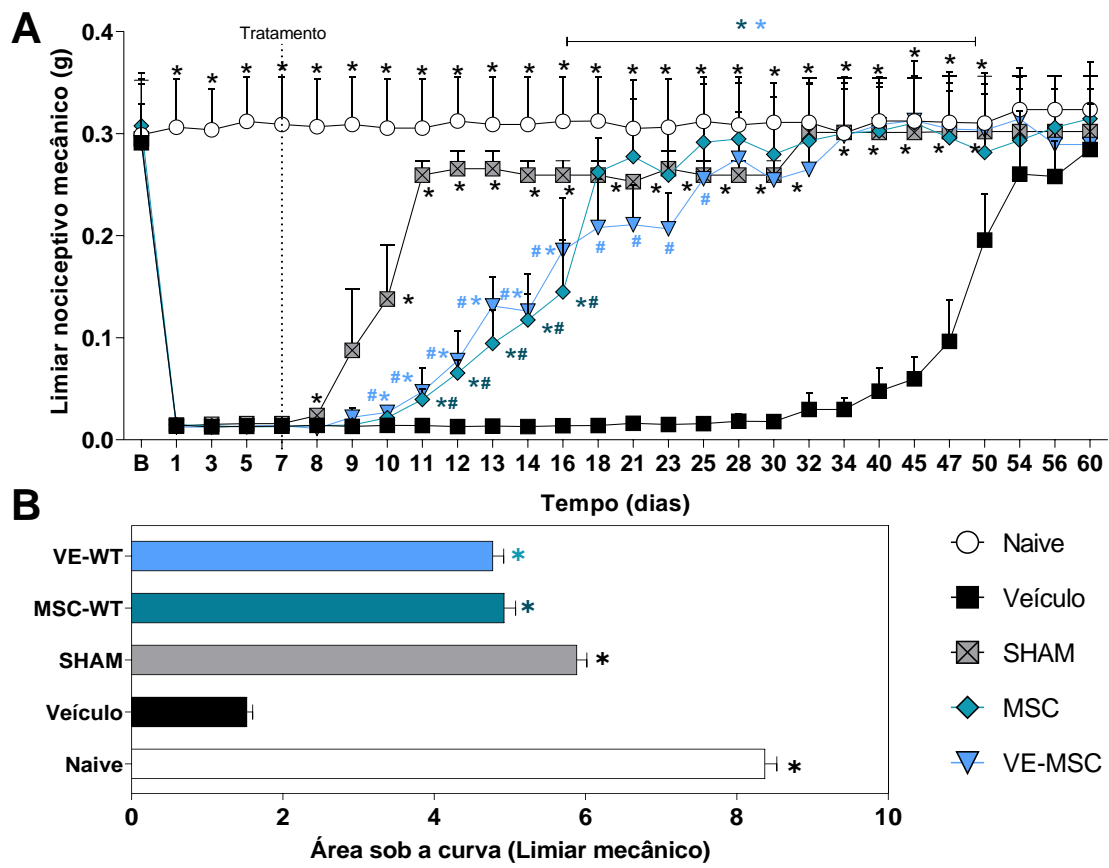 A
Tratamento
* *
0.4
* * * * * * * * * * * * * * * * * * * * * * * *
0.3
* * * * * * * * * * * * * * *
0.2
#* # # # #
#* #* *#
* *#
0.1
#* *#
#* *#
#* *#
*
0.0
Limiar nociceptivo mecânico (g)
B 1 3 5 7 8 9 10 11 12 13 14 16 18 21 23 25 28 30 32 34 40 45 47 50 54 56 60
Tempo (dias)
B
VE-WT *
MSC-WT *
SHAM *
Veículo
Naive *
0 2 4 6 8 10
Área sob a curva (Limiar mecânico)
Naive
Veículo
SHAM
MSC
VE-MSC